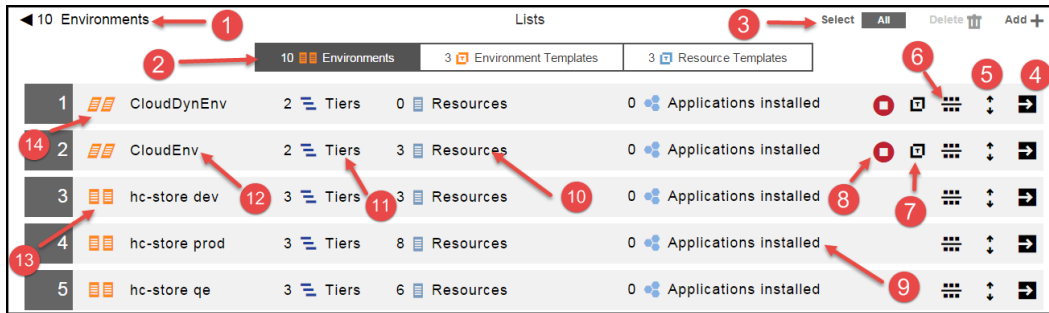 10 Environments Lists Select All Delete Add
1 3
2 10 Environments 3 Environment Templates 3 Resource Templates
6 5 4
1 CloudDynEnv 2 Tiers 0 Resources 0 Applications installed
14
2 CloudEnv 2 Tiers 3 Resources 0 Applications installed
12 11 10 8 7
3 hc-store dev 3 Tiers 3 Resources 0 Applications installed
13
4 hc-store prod 3 Tiers 8 Resources 0 Applications installed
9
5 hc-store qe 3 Tiers 6 Resources 0 Applications installed